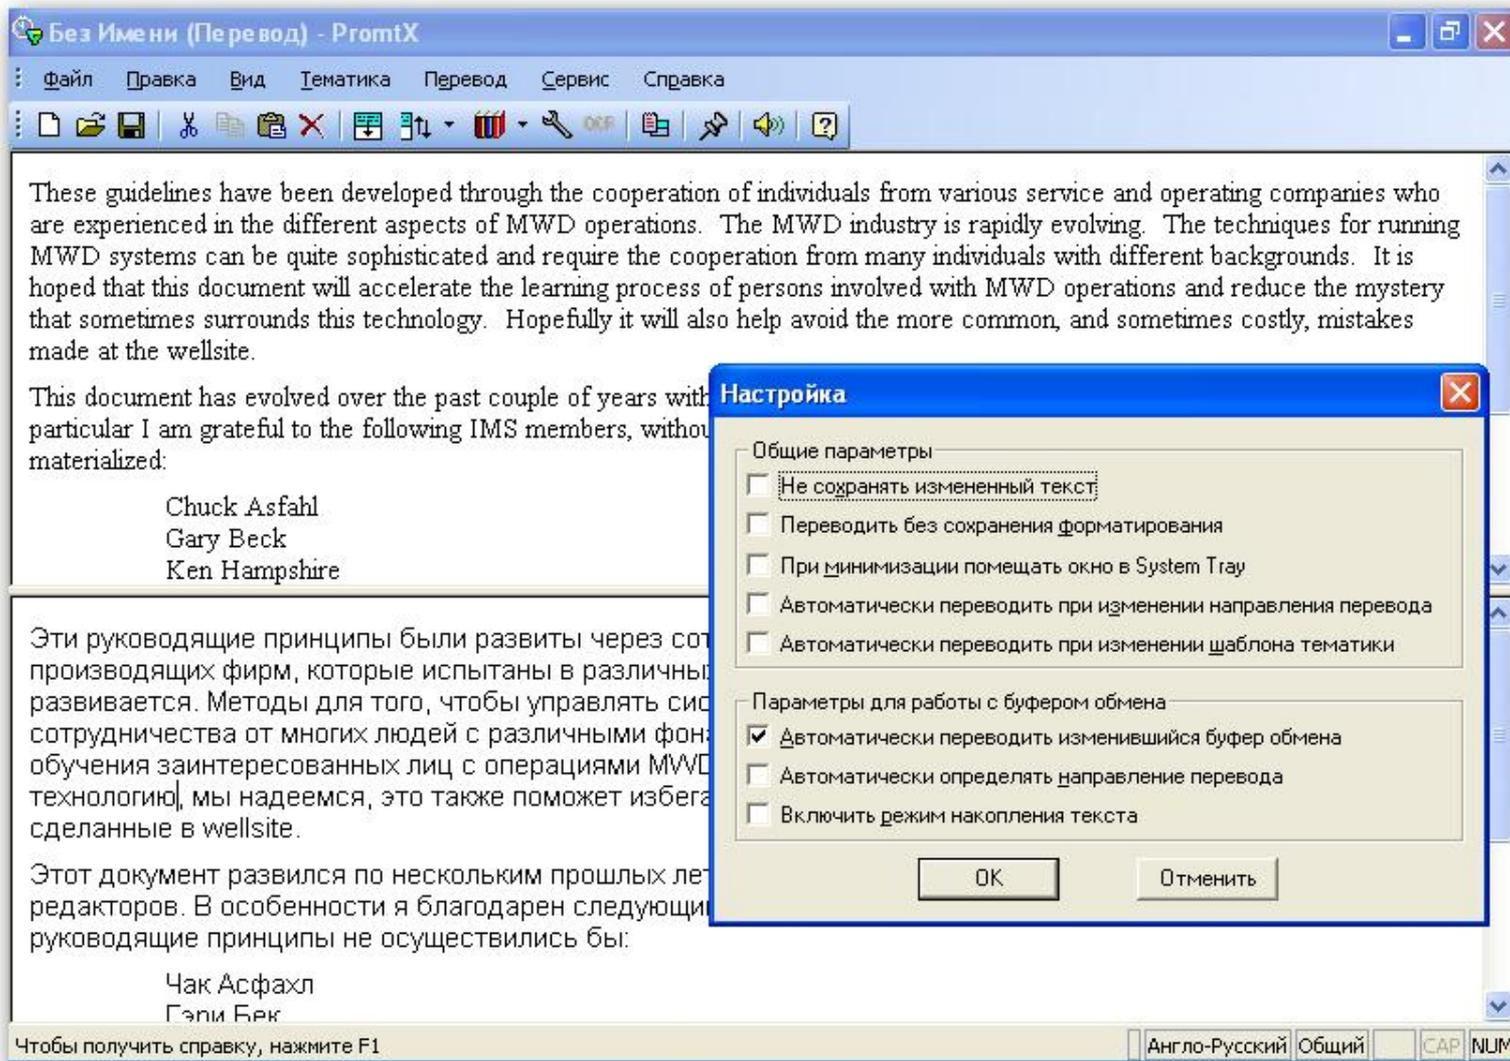 Без Имени (Перевод) - PromtX
Файл Правка Вид Тематика Перевод Сервис Справка
OCR
These guidelines have been developed through the cooperation of individuals from various service and operating companies who
are experienced in the different aspects of MWD operations. The MWD industry is rapidly evolving. The techniques for running
MWD systems can be quite sophisticated and require the cooperation from many individuals with different backgrounds. It is
hoped that this document will accelerate the learning process of persons involved with MWD operations and reduce the mystery
that sometimes surrounds this technology. Hopefully it will also help avoid the more common, and sometimes costly, mistakes
made at the wellsite.
This document has evolved over the past couple of years with
particular I am grateful to the following IMS members, withou
materialized:
Chuck Asfahl
Gary Beck
Ken Hampshire
Настройка
Общие параметры
Не сохранять измененный текст
Переводить без сохранения форматирования
При минимизации помещать окно в System Tray
Автоматически переводить при изменении направления перевода
Автоматически переводить при изменении шаблона тематики
Параметры для работы с буфером обмена
Автоматически переводить изменившийся буфер обмена
Автоматически определять направление перевода
Включить режим накопления текста
OK Отменить
Эти руководящие принципы были развиты через сот
производящих фирм, которые испытаны в различны
развивается. Методы для того, чтобы управлять сис
сотрудничества от многих людей с различными фон
обучения заинтересованных лиц с операциями MWD
технологию, мы надеемся, это также поможет избега
сделанные в wellsite.
Этот документ развился по нескольким прошлых лет
редакторов. В особенности я благодарен следующи
руководящие принципы не осуществились бы:
Чак Асфахл
Гэри Бек
Чтобы получить справку, нажмите F1
Англо-Русский Общий CAP NUM